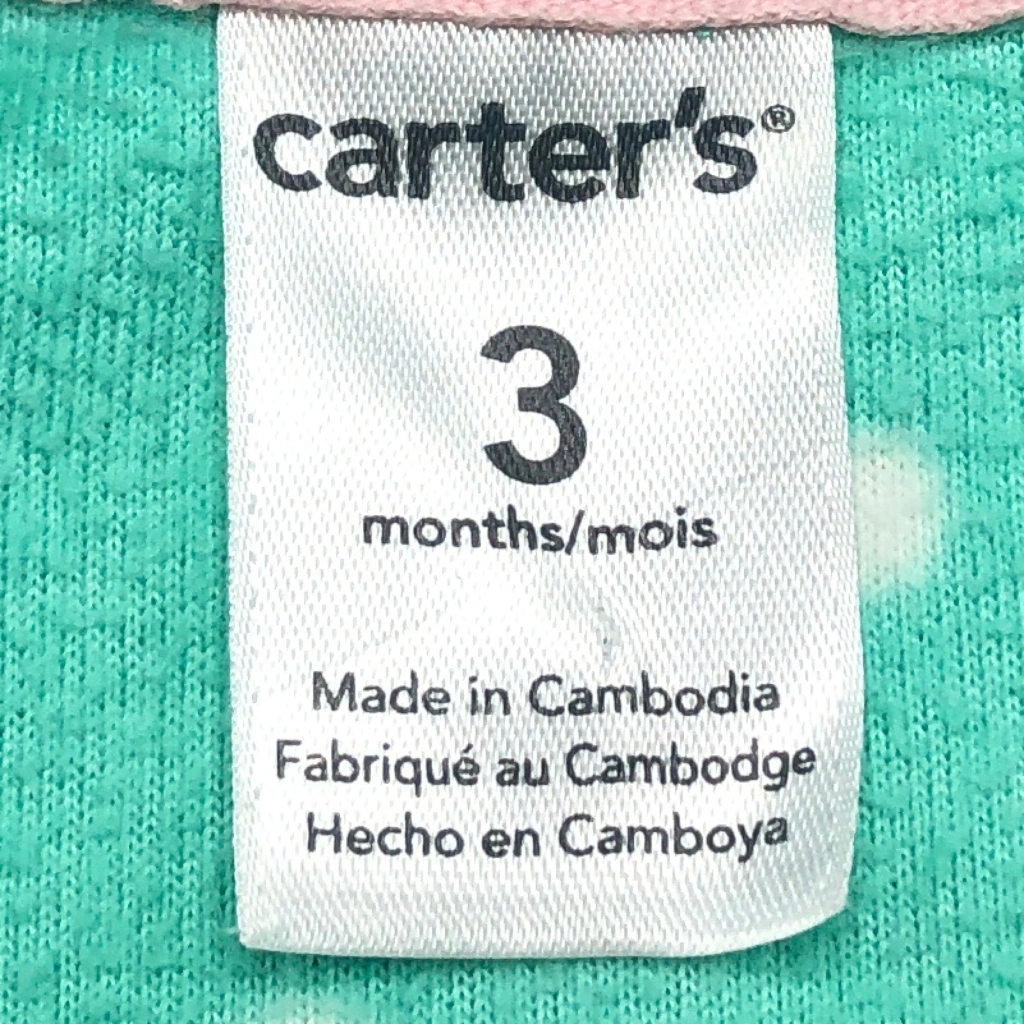 carter's®
3
months/mois
Made in Cambodia
Fabriqué au Cambodge
Hecho en Camboya